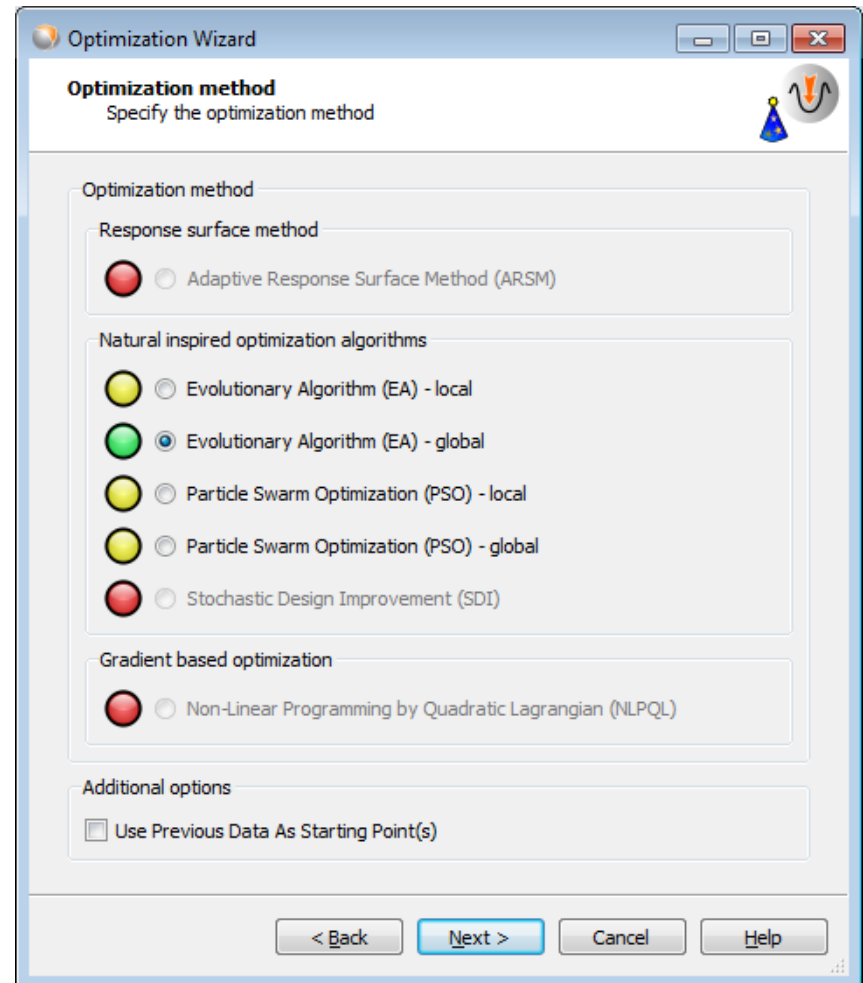 Optimization Wizard
Optimization method
Specify the optimization method
Optimization method
Response surface method
Adaptive Response Surface Method (ARSM)
Natural inspired optimization algorithms
Evolutionary Algorithm (EA) - local
Evolutionary Algorithm (EA) - global
Particle Swarm Optimization (PSO) - local
Particle Swarm Optimization (PSO) - global
Stochastic Design Improvement (SDI)
Gradient based optimization
Non-Linear Programming by Quadratic Lagrangian (NLPQL)
Additional options
Use Previous Data As Starting Point(s)
< Back Next > Cancel Help